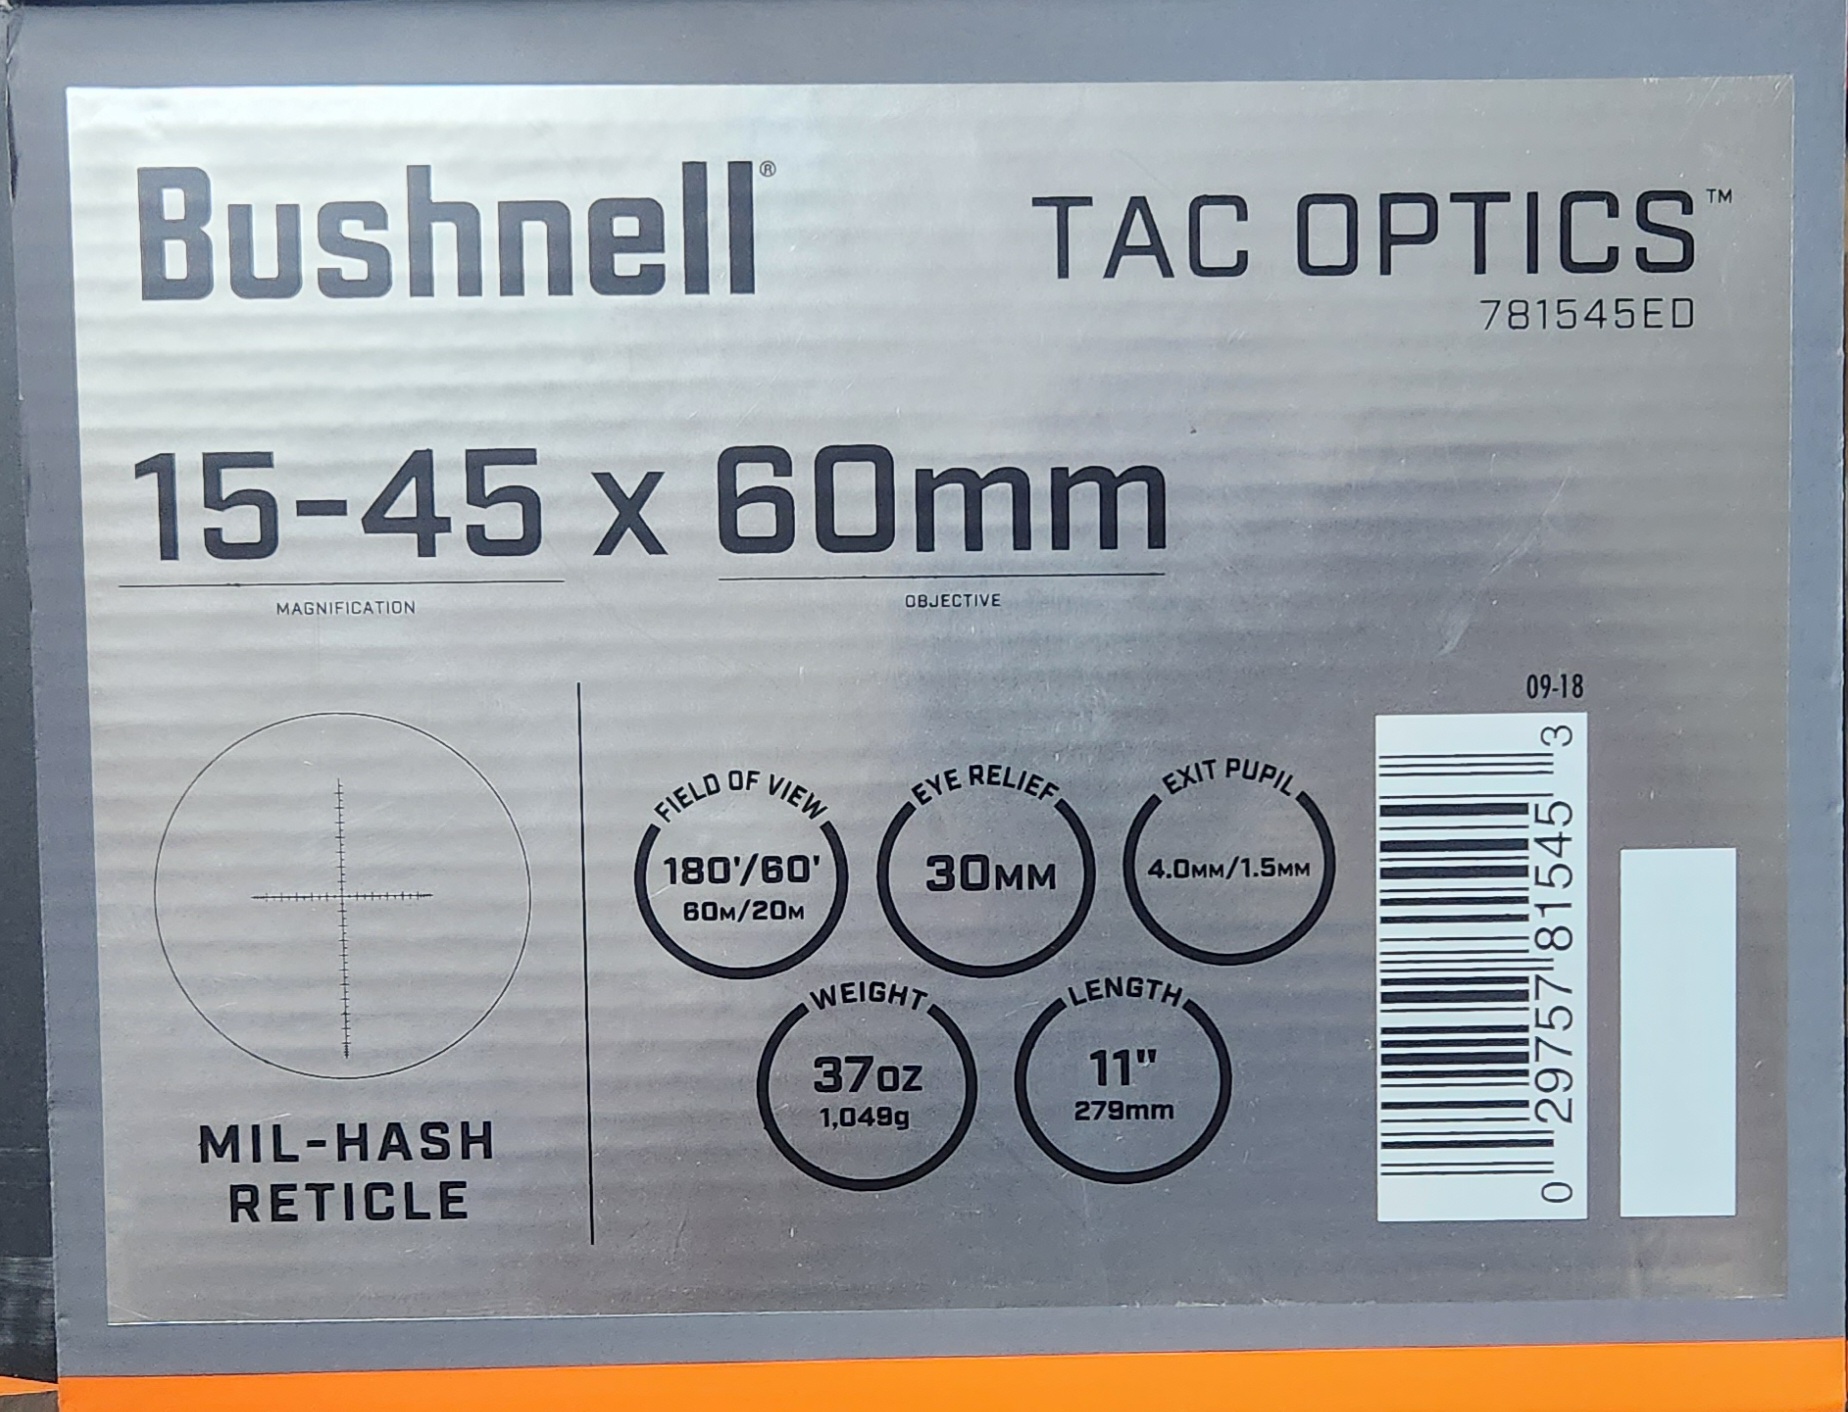 Bushnell®
TAC OPTICS™
781545ED
15-45 x 60mm
MAGNIFICATION
OBJECTIVE
MIL-HASH
RETICLE
FIELD OF VIEW
180'/60'
60M/20M
EYE RELIEF
30MM
EXIT PUPIL
4.0MM/1.5MM
WEIGHT
37OZ
1,049g
LENGTH
11"
279mm
09-18
0 29757 81545 3